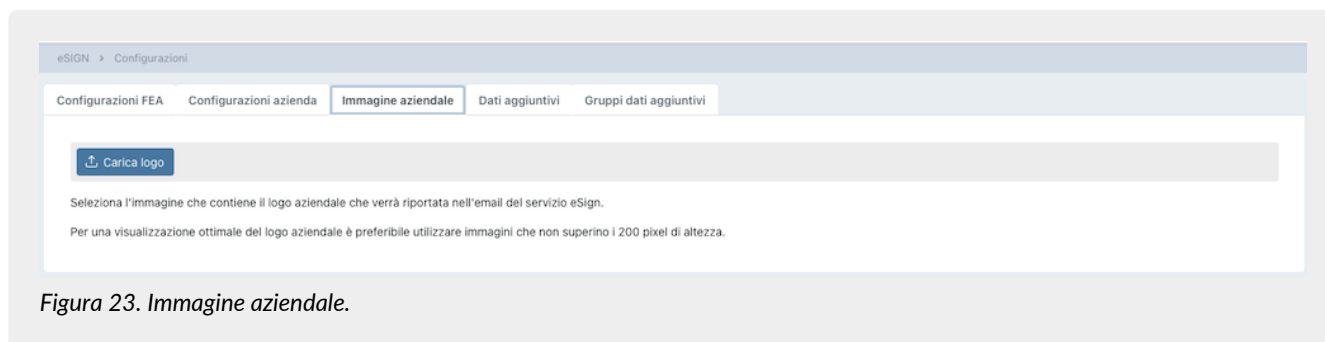 eSIGN > Configurazioni
Configurazioni FEA Configurazioni azienda Immagine aziendale Dati aggiuntivi Gruppi dati aggiuntivi
Carica logo
Seleziona l'immagine che contiene il logo aziendale che verrà riportata nell'email del servizio eSign.
Per una visualizzazione ottimale del logo aziendale è preferibile utilizzare immagini che non superino i 200 pixel di altezza.
Figura 23. Immagine aziendale.